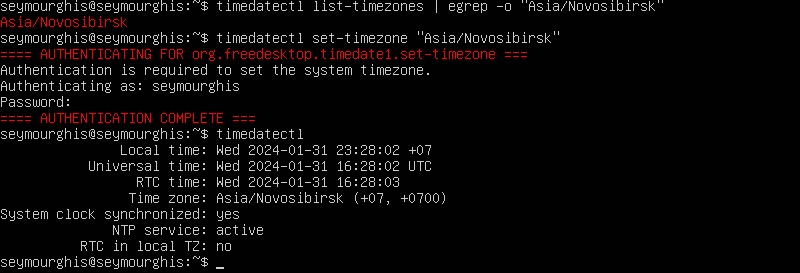 seymourghis@seymourghis:~$ timedatectl list-timezones | egrep -o "Asia/Novosibirsk"
Asia/Novosibirsk
seymourghis@seymourghis:~$ timedatectl set-timezone "Asia/Novosibirsk"
==== AUTHENTICATING FOR org.freedesktop.timedate1.set-timezone ===
Authentication is required to set the system timezone.
Authenticating as: seymourghis
Password:
==== AUTHENTICATION COMPLETE ===
seymourghis@seymourghis:~$ timedatectl
Local time: Wed 2024-01-31 23:28:02 +07
Universal time: Wed 2024-01-31 16:28:02 UTC
RTC time: Wed 2024-01-31 16:28:03
Time zone: Asia/Novosibirsk (+07, +0700)
System clock synchronized: yes
NTP service: active
RTC in local TZ: no
seymourghis@seymourghis:~$ _